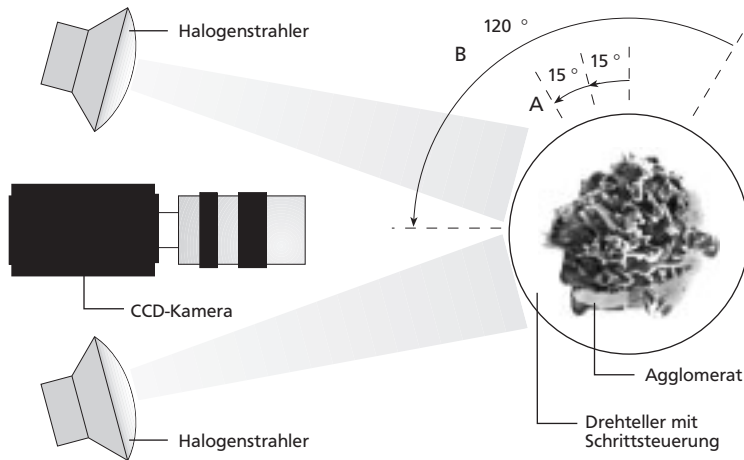 Halogenstrahler
120 °
B
15 °
15 °
A
CCD-Kamera
Agglomerat
Drehteller mit
Schrittsteuerung
Halogenstrahler